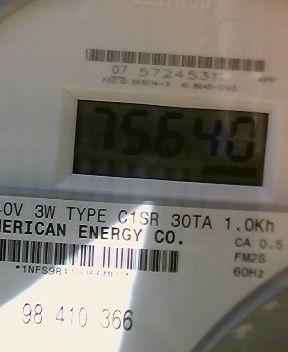 07 572453
75640
0V 3W TYPE C1SR 30TA 1.0Kh
MERICAN ENERGY CO. CA 0.5
FM2S
60Hz
98 410 366